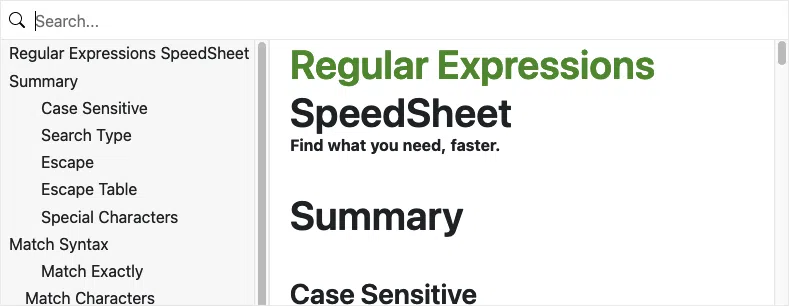 Search...
Regular Expressions SpeedSheet
Summary
Case Sensitive
Search Type
Escape
Escape Table
Special Characters
Match Syntax
Match Exactly
Match Characters
Regular Expressions
SpeedSheet
Find what you need, faster.
Summary
Case Sensitive